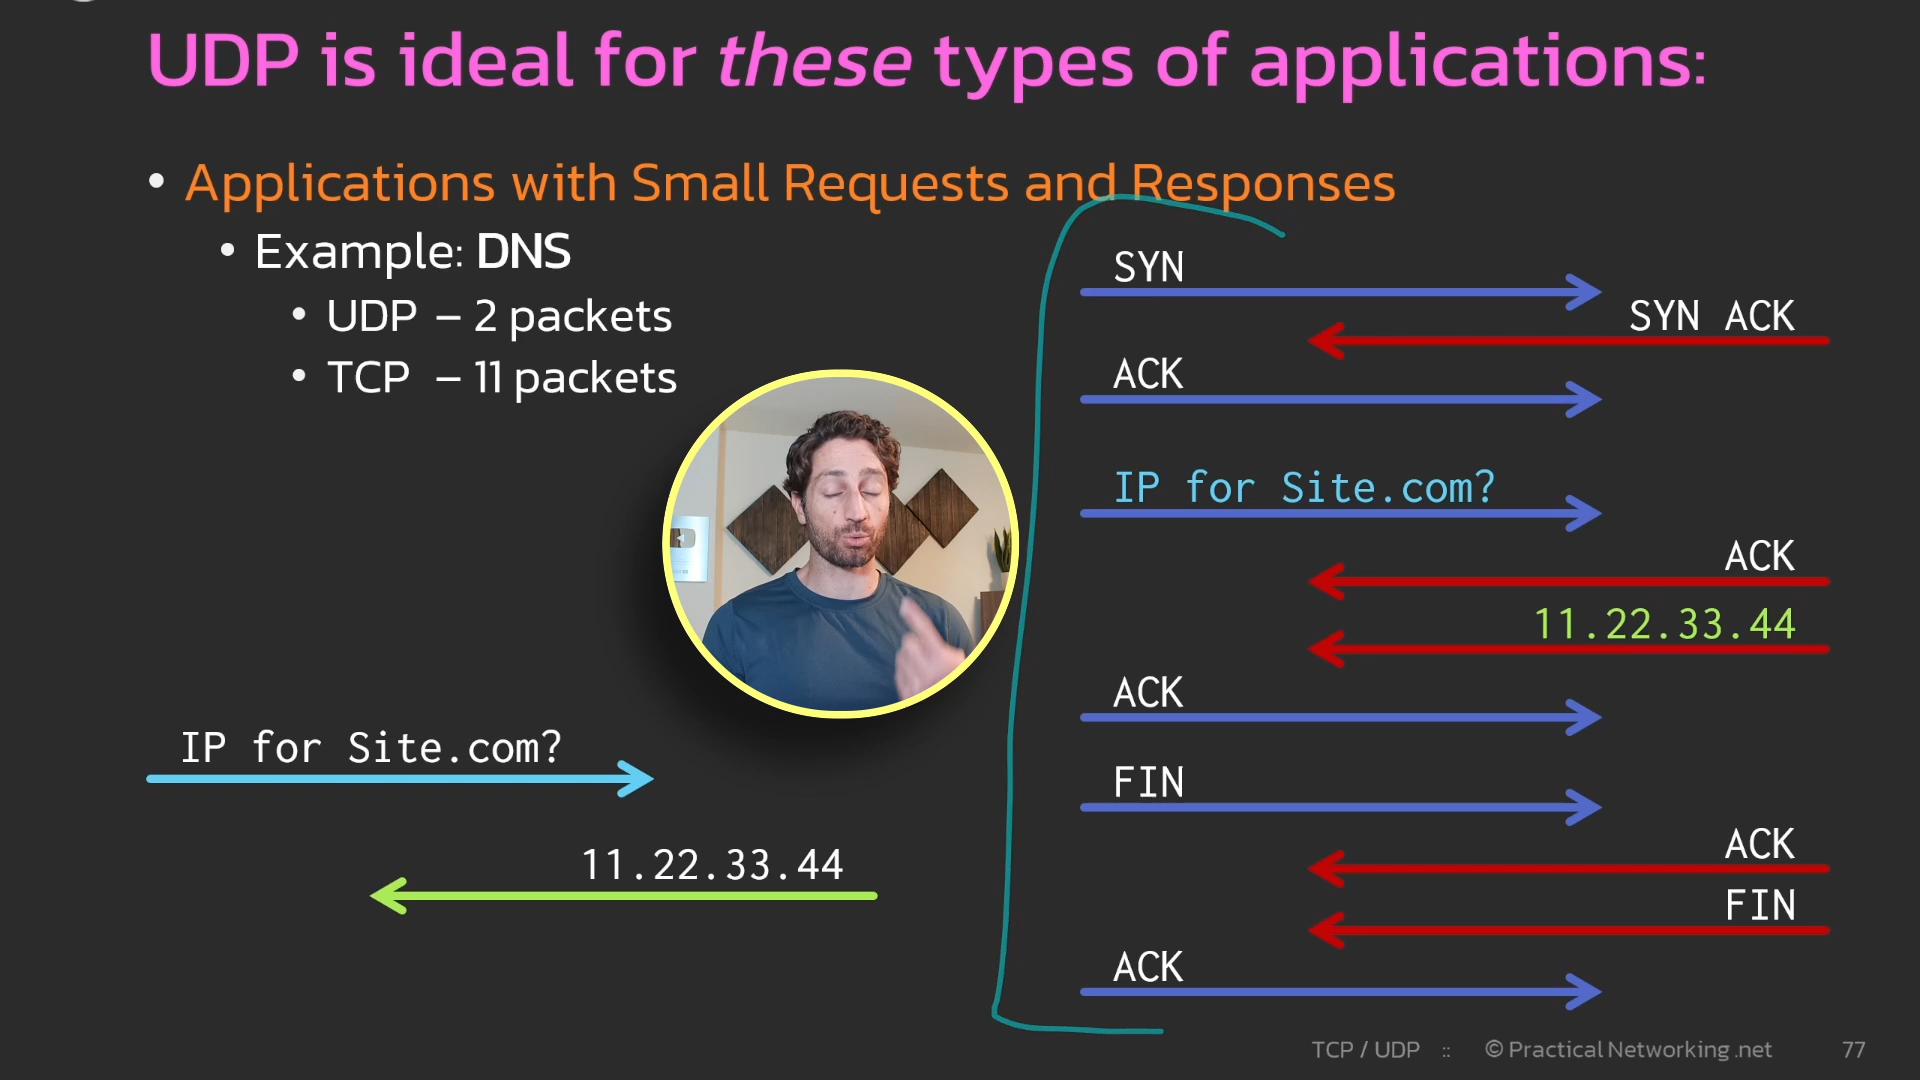 UDP is ideal for these types of applications:
• Applications with Small Requests and Responses
• Example: DNS
• UDP – 2 packets
• TCP – 11 packets
IP for Site.com?
11.22.33.44
SYN
SYN ACK
ACK
IP for Site.com?
ACK
11.22.33.44
ACK
FIN
ACK
FIN
ACK
TCP / UDP :: © Practical Networking .net 77